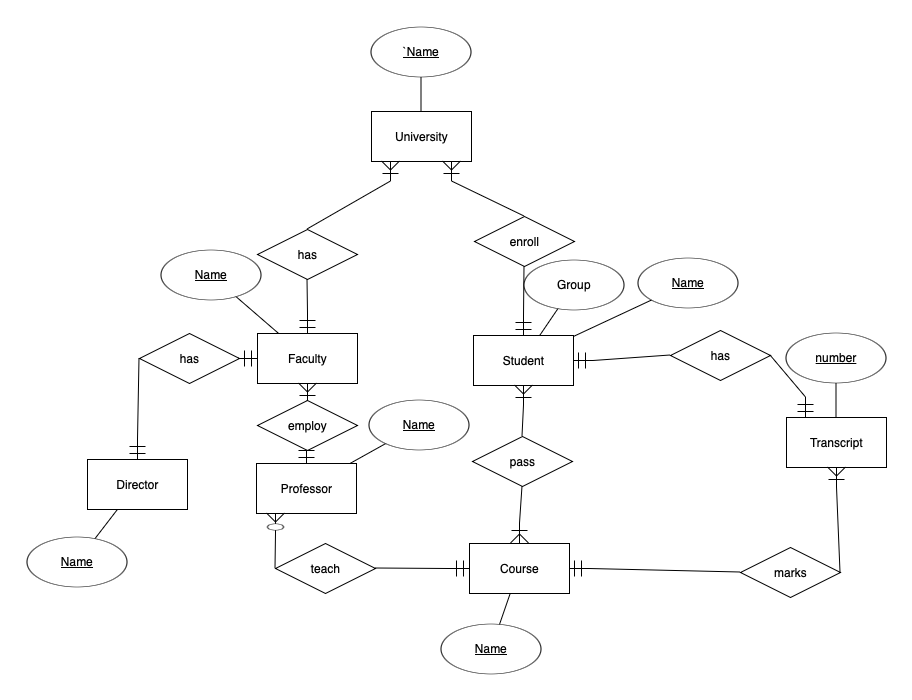 `Name
University
has
enroll
Name
Group
Name
has
Faculty
Student
has
number
employ
Name
Transcript
pass
Director
Professor
Name
teach
Course
marks
Name